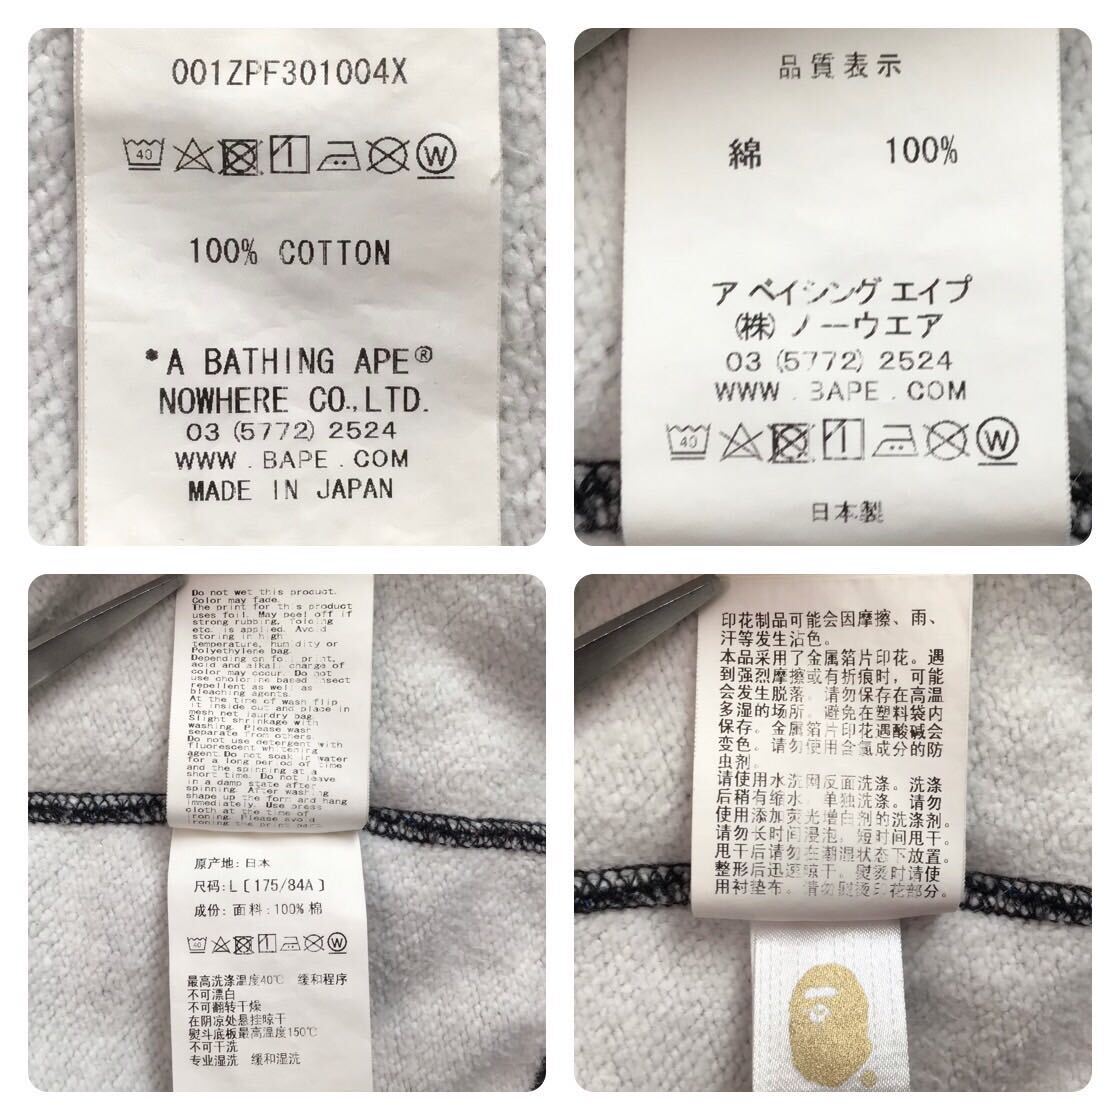 001ZPF301004X
40
W
100% COTTON
*A BATHING APE®
NOWHERE CO.,LTD.
03 (5772) 2524
WWW . BAPE . COM
MADE IN JAPAN
品質表示
綿 100%
ア ベイシング エイプ
(株) ノーウエア
03 (5772) 2524
WWW . BAPE . COM
40
W
日本製
Do not wet this product.
Color may fade.
The print for this product
uses foil. May peel off if
strong rubbing, folding
etc. is applied. Avoid
storing in high
temperature, humidity or
Polyethylene bag.
Depending on foil print,
acid and alkali change of
color may occur. Do not
use cholorine based insect
repellent as well as
bleaching agents.
At the time of wash flip
it inside out and place in
mesh net laundry bag.
Slight shrinkage with
washing. Please wash
separate from others
Do not use detergent with
fluorescent whitening
agent.Do not soak in water
for a long period of time
and the spinning at a
short time. Do not leave
in a damp state after
spinning. After washing
shape up the form and hang
immediately. Use press
cloth at the time of
ironing. Please avoid
ironing the print part.
原产地: 日本
尺码: L [175/84A]
成份: 面料: 100% 棉
40
W
最高洗涤温度40℃ 缓和程序
不可漂白
不可翻转干燥
在阴凉处悬挂晾干
熨斗底板最高温度150℃
不可干洗
专业湿洗 缓和湿洗
印花制品可能会因摩擦、雨、
汗等发生沾色。
本品采用了金属箔片印花。遇
到强烈摩擦或有折痕时,可能
会发生脱落。请勿保存在高温
多湿的场所。避免在塑料袋内
保存。金属箔片印花遇酸碱会
变色。请勿使用含氯成分的防
虫剂。
请使用水洗网反面洗涤。洗涤
后稍有缩水。单独洗涤。请勿
使用添加荧光增白剂的洗涤剂。
请勿长时间浸泡，短时间甩干。
甩干后请勿在潮湿状态下放置。
整形后迅速晾干。熨烫时请使
用衬垫布。请勿熨烫印花部分。